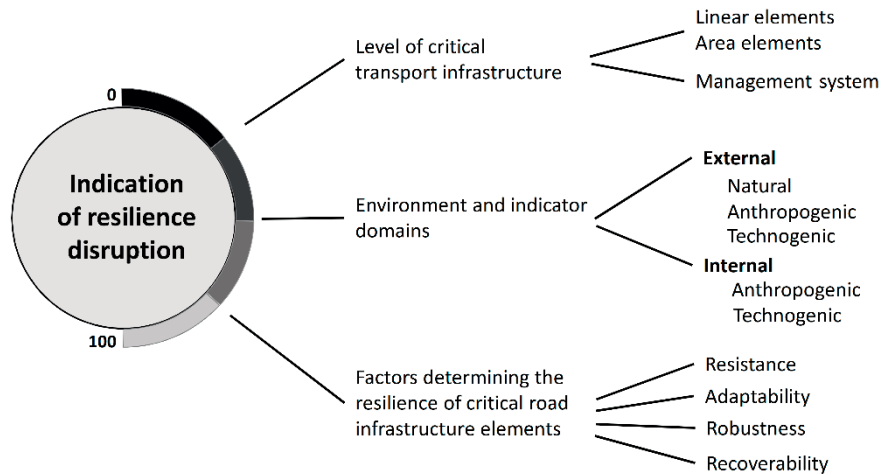 0
Indication
of resilience
disruption
100
Level of critical
transport infrastructure
Linear elements
Area elements
Management system
Environment and indicator
domains
External
Natural
Anthropogenic
Technogenic
Internal
Anthropogenic
Technogenic
Factors determining the
resilience of critical road
infrastructure elements
Resistance
Adaptability
Robustness
Recoverability